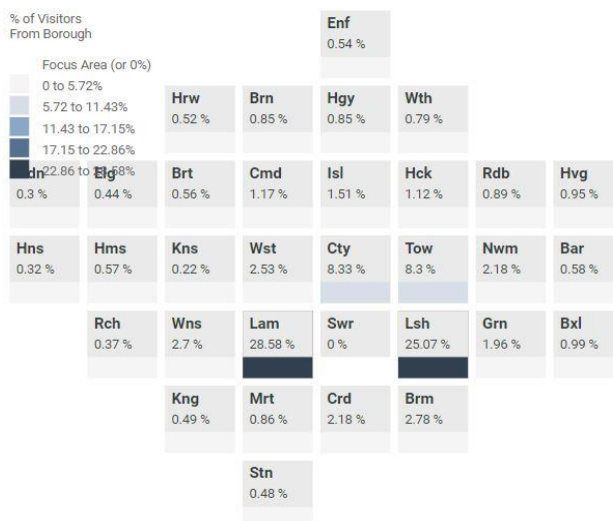 % of Visitors
From Borough
Focus Area (or 0%)
0 to 5.72%
5.72 to 11.43%
11.43 to 17.15%
17.15 to 22.86%
22.86 to
Enf
0.54 %
Hrw Brn Hgy Wth
0.52 % 0.85 % 0.85 % 0.79 %
Brt Cmd Isl Hck Rdb Hvg
0.3 % 0.44 % 0.56 % 1.17 % 1.51 % 1.12 % 0.89 % 0.95 %
Hns Hms Kns Wst Cty Tow Nwm Bar
0.32 % 0.57 % 0.22 % 2.53 % 8.33 % 8.3 % 2.18 % 0.58 %
Rch Wns Lam Swr Lsh Grn Bxl
0.37 % 2.7 % 28.58 % 0 % 25.07 % 1.96 % 0.99 %
Kng Mrt Crd Brm
0.49 % 0.86 % 2.18 % 2.78 %
Stn
0.48 %